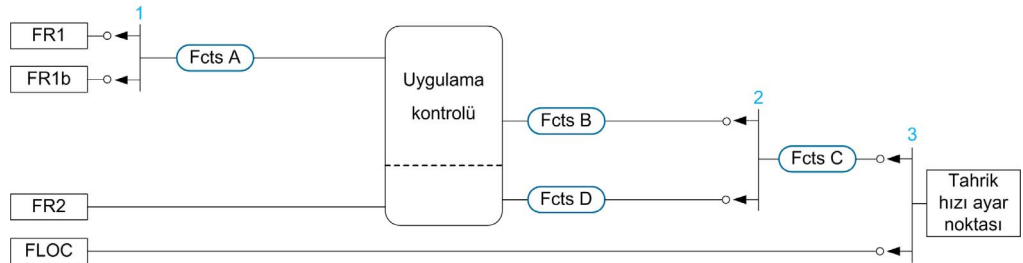 1
FR1
Fcts A
FR1b
Uygulama
kontrolü
2
Fcts B
3
Fcts C
Tahrik
hızı ayar
noktası
FR2
Fcts D
FLOC